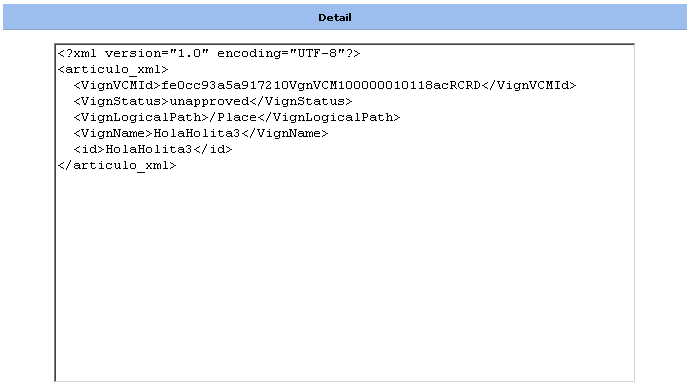 Detail
<?xml version="1.0" encoding="UTF-8"?>
<articulo_xml>
  <VignVCMId>fe0cc93a5a917210VgnVCM100000010118acRCRD</VignVCMId>
  <VignStatus>unapproved</VignStatus>
  <VignLogicalPath>/Place</VignLogicalPath>
  <VignName>HolaHolita3</VignName>
  <id>HolaHolita3</id>
</articulo_xml>